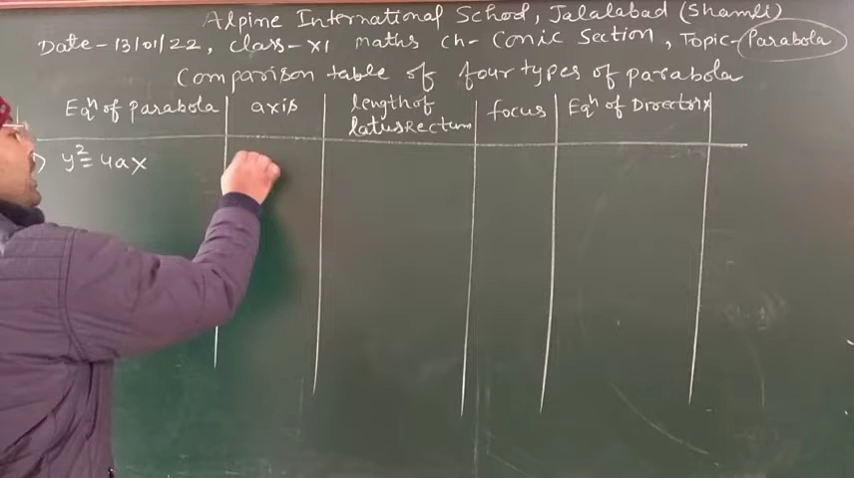 Alpine International School, Jalalabad (Shamli)
Date-13/01/22, class-XI maths ch- Conic Section, Topic-Parabola
Comparison table of four types of parabola
Eqⁿ of Parabola axis length of latus Rectum focus Eqⁿ of Directrix
y²=4ax